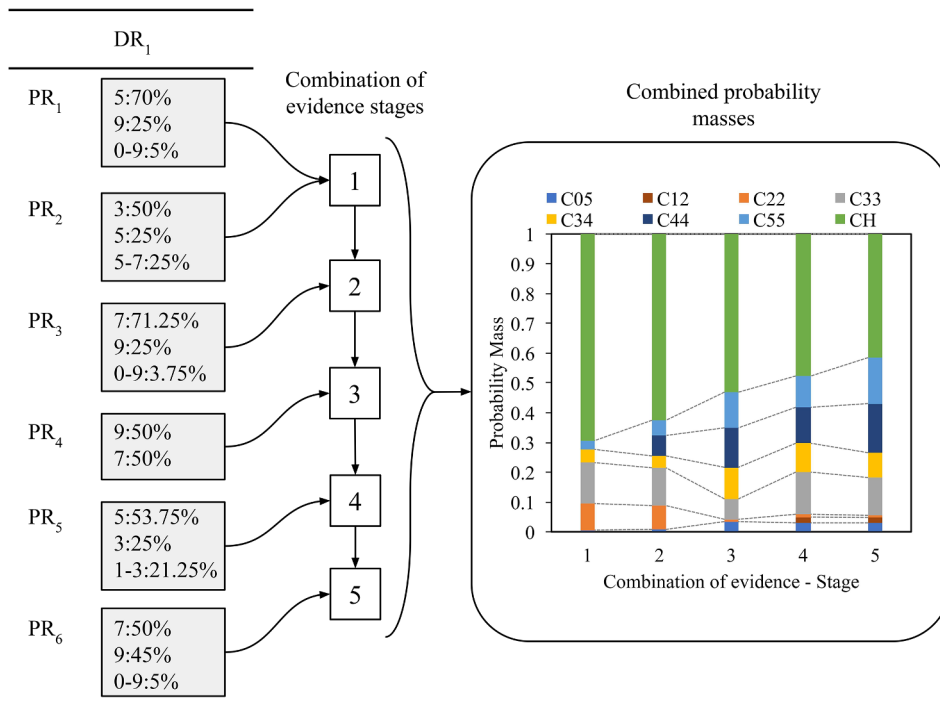 DR1
PR1
5:70%
9:25%
0-9:5%
PR2
3:50%
5:25%
5-7:25%
PR3
7:71.25%
9:25%
0-9:3.75%
PR4
9:50%
7:50%
PR5
5:53.75%
3:25%
1-3:21.25%
PR6
7:50%
9:45%
0-9:5%
Combination of
evidence stages
1
2
3
4
5
Combined probability
masses
C05 C12 C22 C33
C34 C44 C55 CH
Probability Mass
1
0.9
0.8
0.7
0.6
0.5
0.4
0.3
0.2
0.1
0
1 2 3 4 5
Combination of evidence - Stage